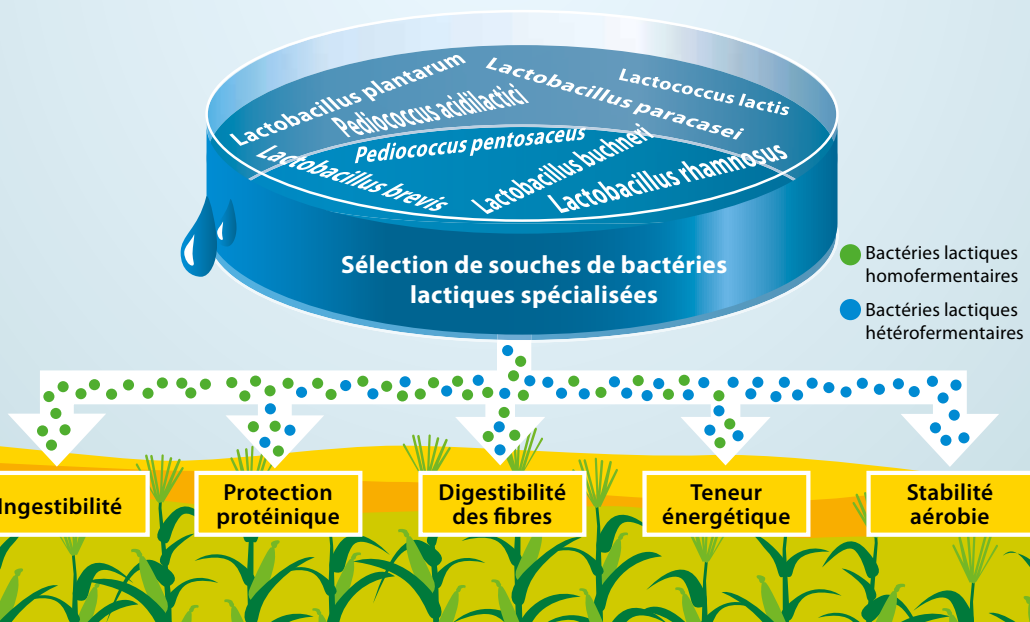 Lactobacillus plantarum
Pediococcus acidilactici
Lactobacillus paracasei
Lactococcus lactis
Pediococcus pentosaceus
Lactobacillus brevis
Lactobacillus buchneri
Lactobacillus rhamnosus
Sélection de souches de bactéries
lactiques spécialisées
Bactéries lactiques
homofermentaires
Bactéries lactiques
hétérofermentaires
Ingestibilité
Protection
protéinique
Digestibilité
des fibres
Teneur
énergétique
Stabilité
aérobie